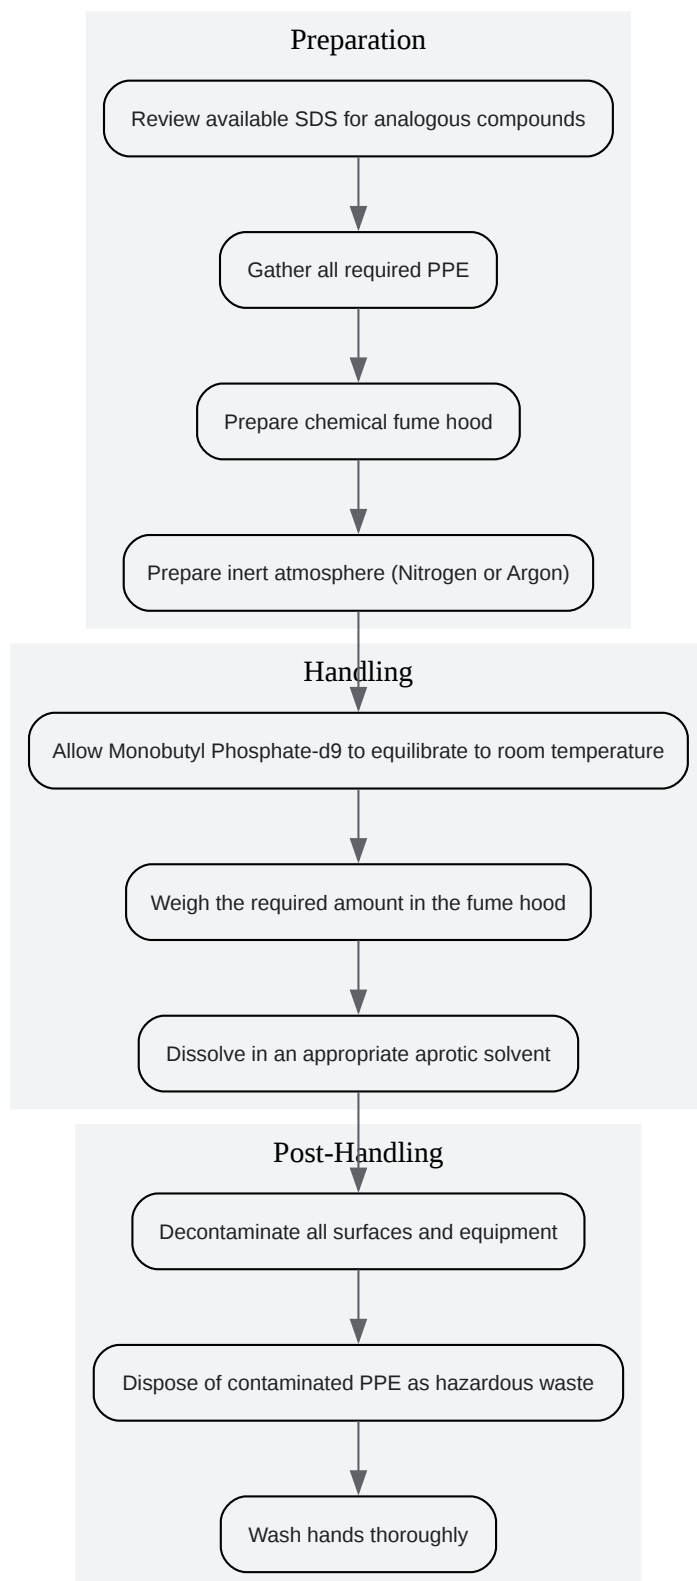 Preparation
Review available SDS for analogous compounds
Gather all required PPE
Prepare chemical fume hood
Prepare inert atmosphere (Nitrogen or Argon)
Handling
Allow Monobutyl Phosphate-d9 to equilibrate to room temperature
Weigh the required amount in the fume hood
Dissolve in an appropriate aprotic solvent
Post-Handling
Decontaminate all surfaces and equipment
Dispose of contaminated PPE as hazardous waste
Wash hands thoroughly